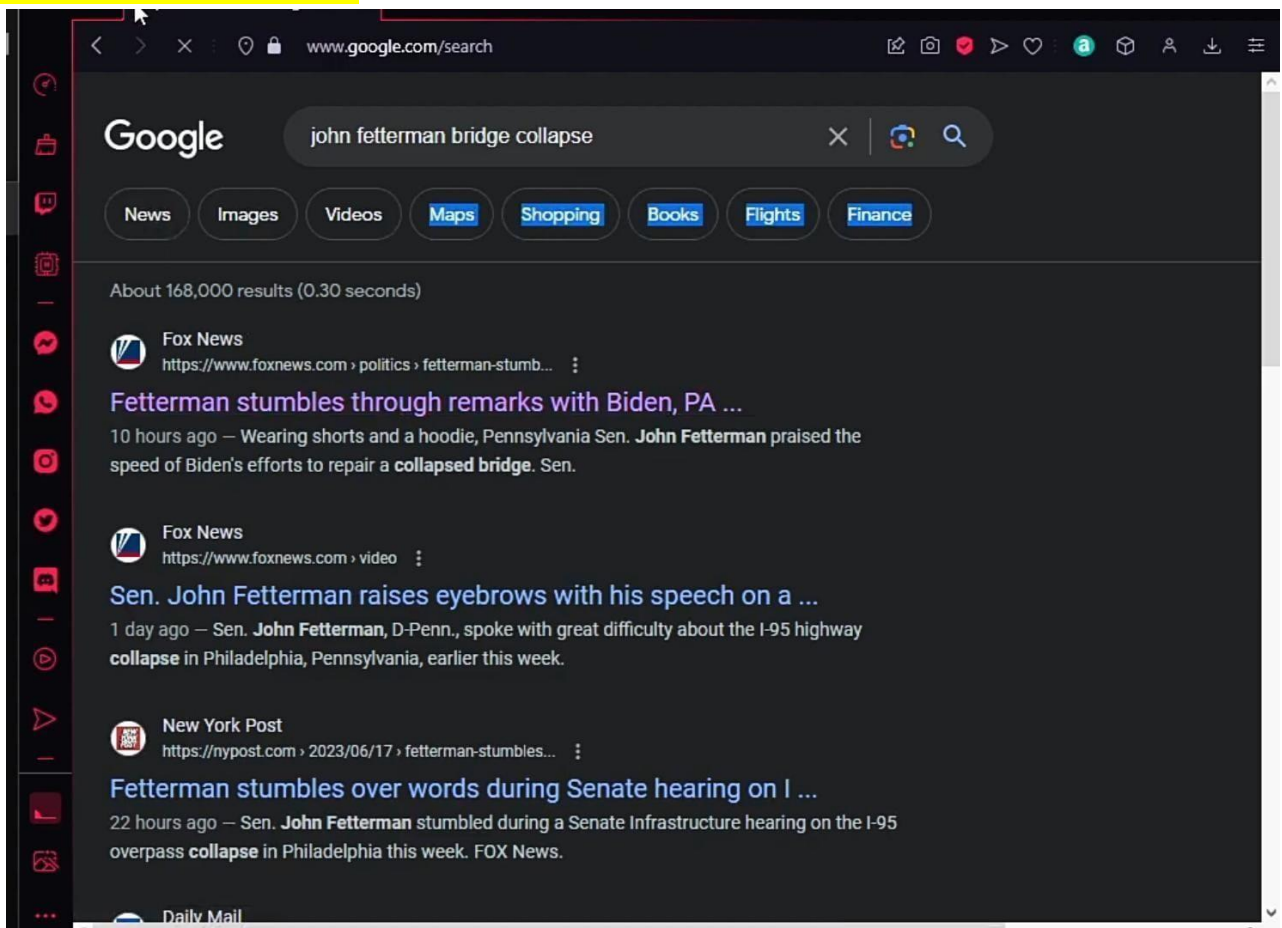 www.google.com/search
Google
john fetterman bridge collapse
News Images Videos Maps Shopping Books Flights Finance
About 168,000 results (0.30 seconds)
Fox News
https://www.foxnews.com › politics › fetterman-stumb...
Fetterman stumbles through remarks with Biden, PA ...
10 hours ago — Wearing shorts and a hoodie, Pennsylvania Sen. John Fetterman praised the
speed of Biden's efforts to repair a collapsed bridge. Sen.
Fox News
https://www.foxnews.com › video
Sen. John Fetterman raises eyebrows with his speech on a ...
1 day ago — Sen. John Fetterman, D-Penn., spoke with great difficulty about the I-95 highway
collapse in Philadelphia, Pennsylvania, earlier this week.
New York Post
https://nypost.com › 2023/06/17 › fetterman-stumbles...
Fetterman stumbles over words during Senate hearing on I ...
22 hours ago — Sen. John Fetterman stumbled during a Senate Infrastructure hearing on the I-95
overpass collapse in Philadelphia this week. FOX News.
Daily Mail